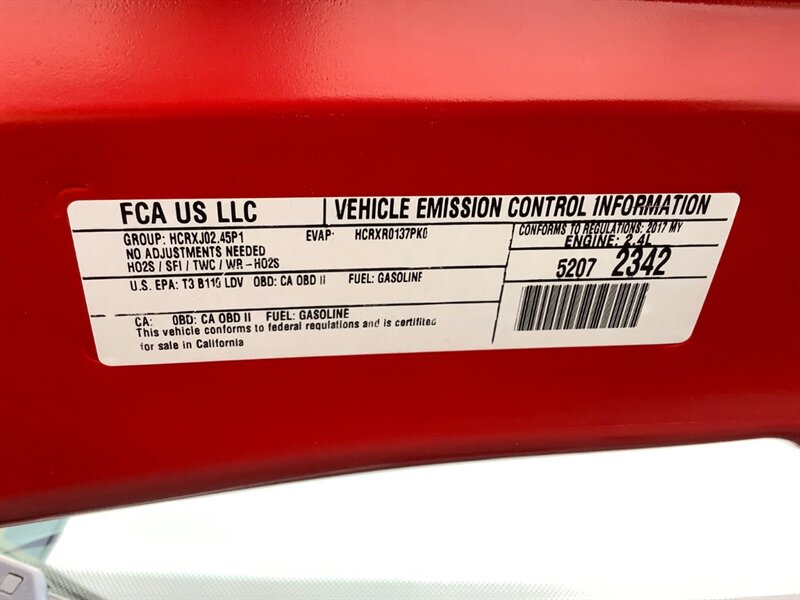 FCA US LLC
VEHICLE EMISSION CONTROL INFORMATION
GROUP: HCRXJ02.45P1
EVAP: HCRXR0137PK0
NO ADJUSTMENTS NEEDED
HO2S / SFI / TWC / WR-HO2S
CONFORMS TO REGULATIONS: 2017 MY
ENGINE: 2.4L
5207 2342
U.S. EPA: T3 B110 LDV OBD: CA OBD II FUEL: GASOLINE
CA: OBD: CA OBD II FUEL: GASOLINE
This vehicle conforms to federal regulations and is certified
for sale in California